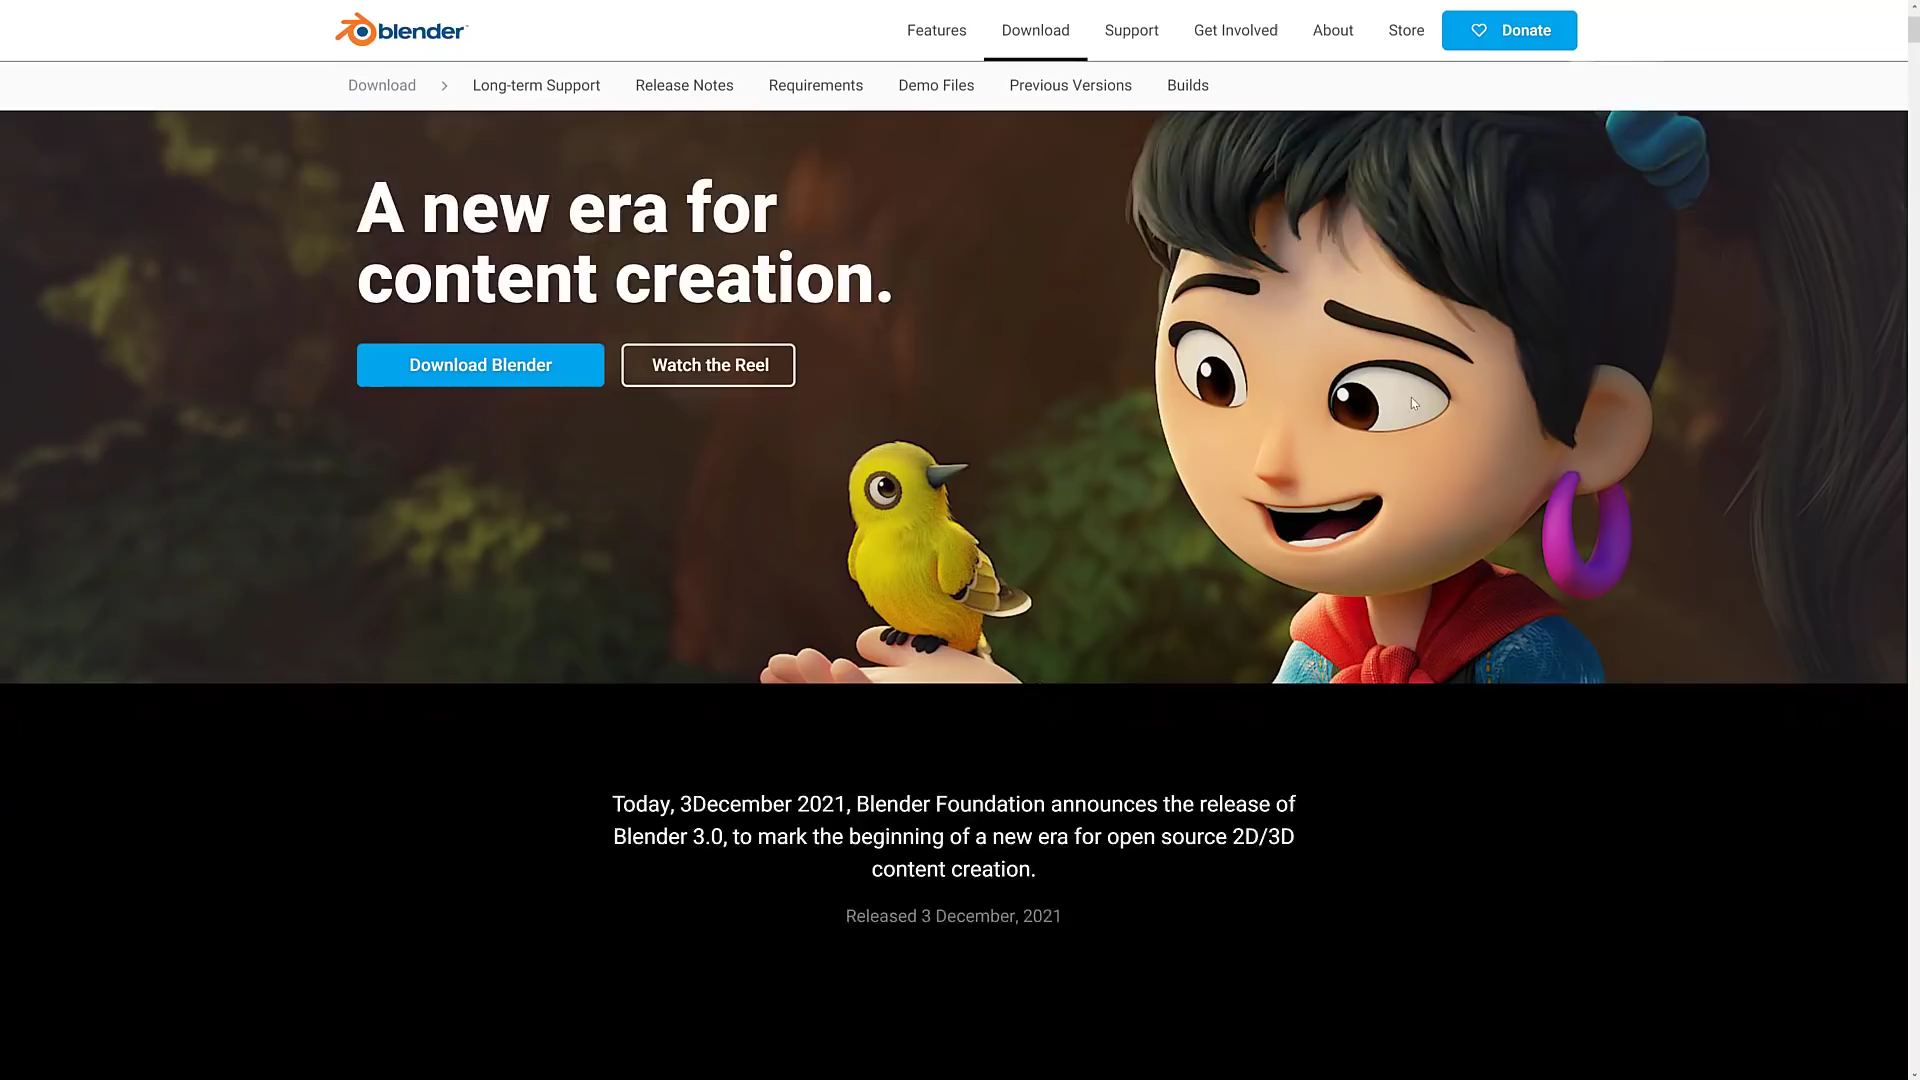 blender
Features Download Support Get Involved About Store Donate
Download Long-term Support Release Notes Requirements Demo Files Previous Versions Builds
A new era for
content creation.
Download Blender Watch the Reel
Today, 3December 2021, Blender Foundation announces the release of
Blender 3.0, to mark the beginning of a new era for open source 2D/3D
content creation.
Released 3 December, 2021